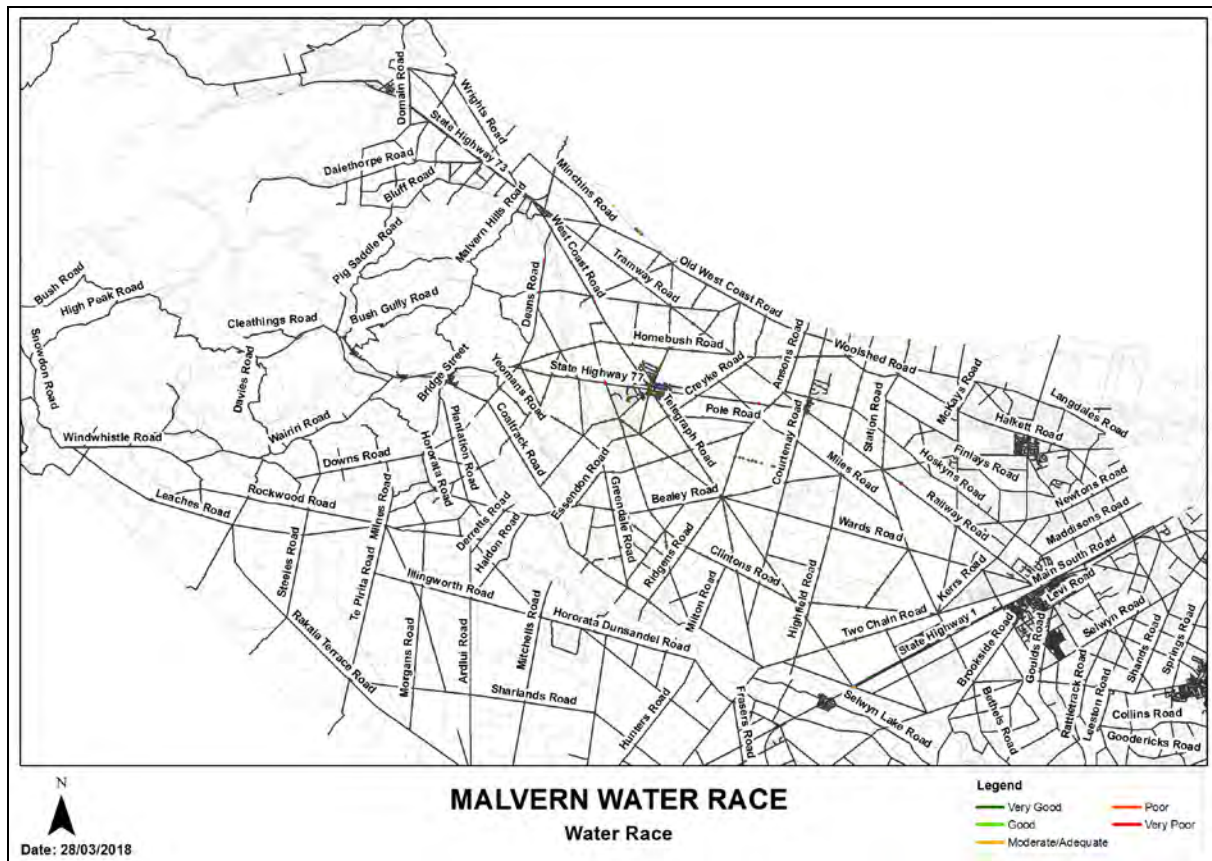 Domain Road
Wrights Road
State Highway 73
Dalethorpe Road
Bluff Road
Minchins Road
Malvern Hills Road
Pig Saddle Road
West Coast Road
Tramway Road
Old West Coast Road
Bush Road
High Peak Road
Cleathings Road
Bush Gully Road
Deans Road
Snowdon Road
Davies Road
Homebush Road
Ansons Road
Woolshed Road
Bridge Street
Yeomans Road
State Highway 77
Creyke Road
Pole Road
Telegraph Road
McKays Road
Langdales Road
Halkett Road
Windwhistle Road
Wairiri Road
Plantation Road
Coaltrack Road
Courtenay Road
Station Road
Finlays Road
Hoskyns Road
Downs Road
Hororata Road
Miles Road
Newtons Road
Leaches Road
Rockwood Road
Milnes Road
Essendon Road
Greendale Road
Bealey Road
Railway Road
Maddisons Road
Derretts Road
Haldon Road
Wards Road
Main South Road
Steeles Road
Te Pirita Road
Illingworth Road
Ridgens Road
Clintons Road
Kerrs Road
Levi Road
Milton Road
Highfield Road
Two Chain Road
State Highway 1
Selwyn Road
Rakaia Terrace Road
Morgans Road
Ardlui Road
Mitchells Road
Hororata Dunsandel Road
Brookside Road
Goulds Road
Shands Road
Springs Road
Sharlands Road
Hunters Road
Frasers Road
Selwyn Lake Road
Bethels Road
Rattletrack Road
Leeston Road
Collins Road
Goodericks Road
N
Date: 28/03/2018
MALVERN WATER RACE
Water Race
Legend
Very Good
Good
Moderate/Adequate
Poor
Very Poor